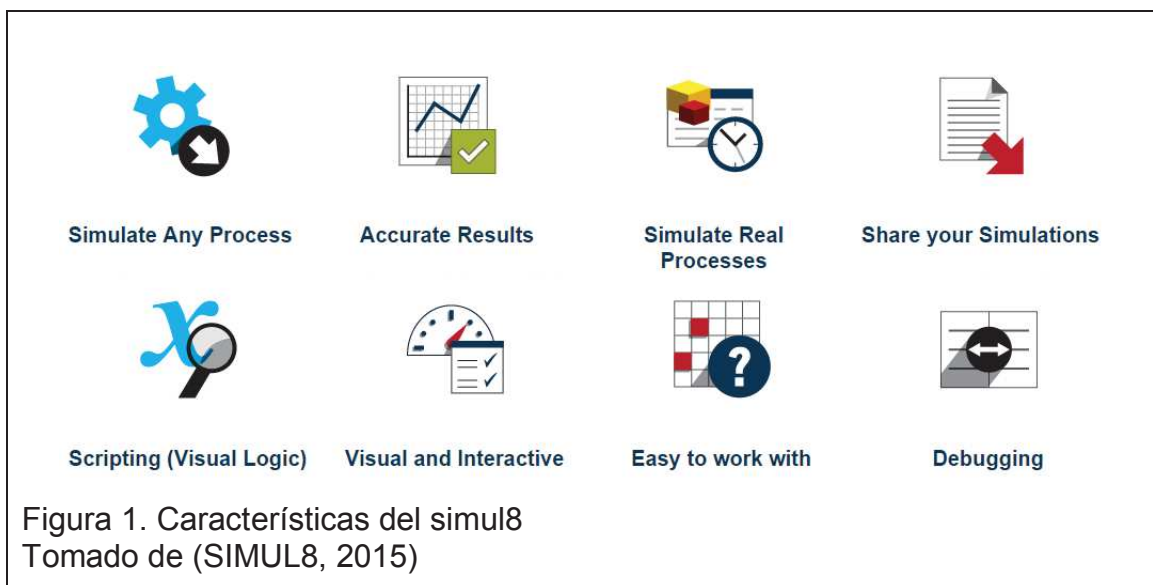 Simulate Any Process
Accurate Results
Simulate Real
Processes
Share your Simulations
Scripting (Visual Logic)
Visual and Interactive
Easy to work with
Debugging
Figura 1. Características del simul8
Tomado de (SIMUL8, 2015)